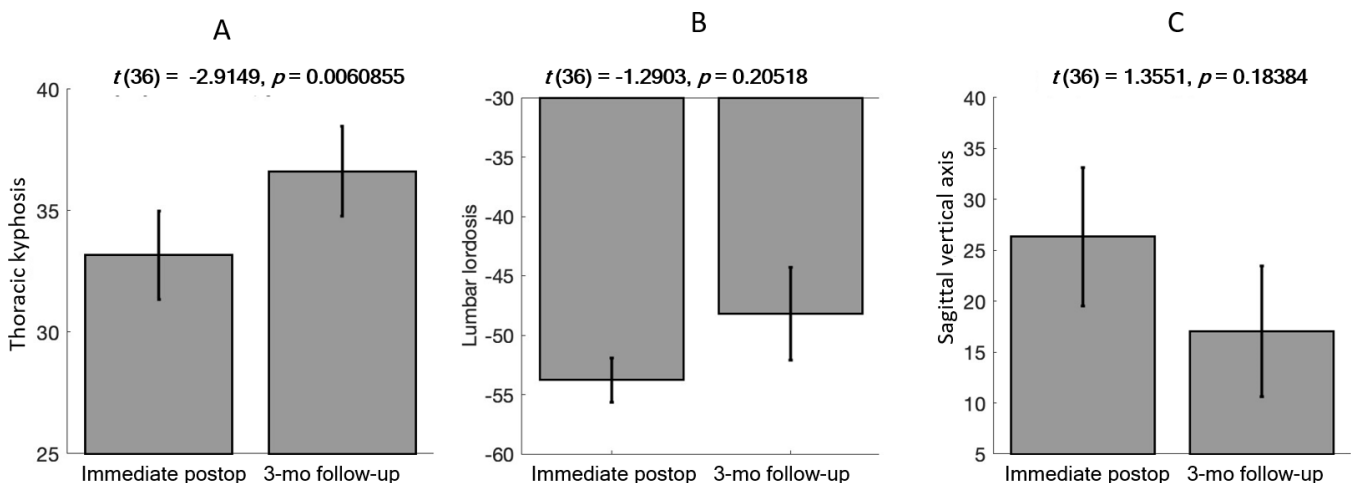 A
t(36) = -2.9149, p = 0.0060855
40
35
30
25
Thoracic kyphosis
Immediate postop 3-mo follow-up
B
t(36) = -1.2903, p = 0.20518
-30
-35
-40
-45
-50
-55
-60
Lumbar lordosis
Immediate postop 3-mo follow-up
C
t(36) = 1.3551, p = 0.18384
40
35
30
25
20
15
10
5
Sagittal vertical axis
Immediate postop 3-mo follow-up